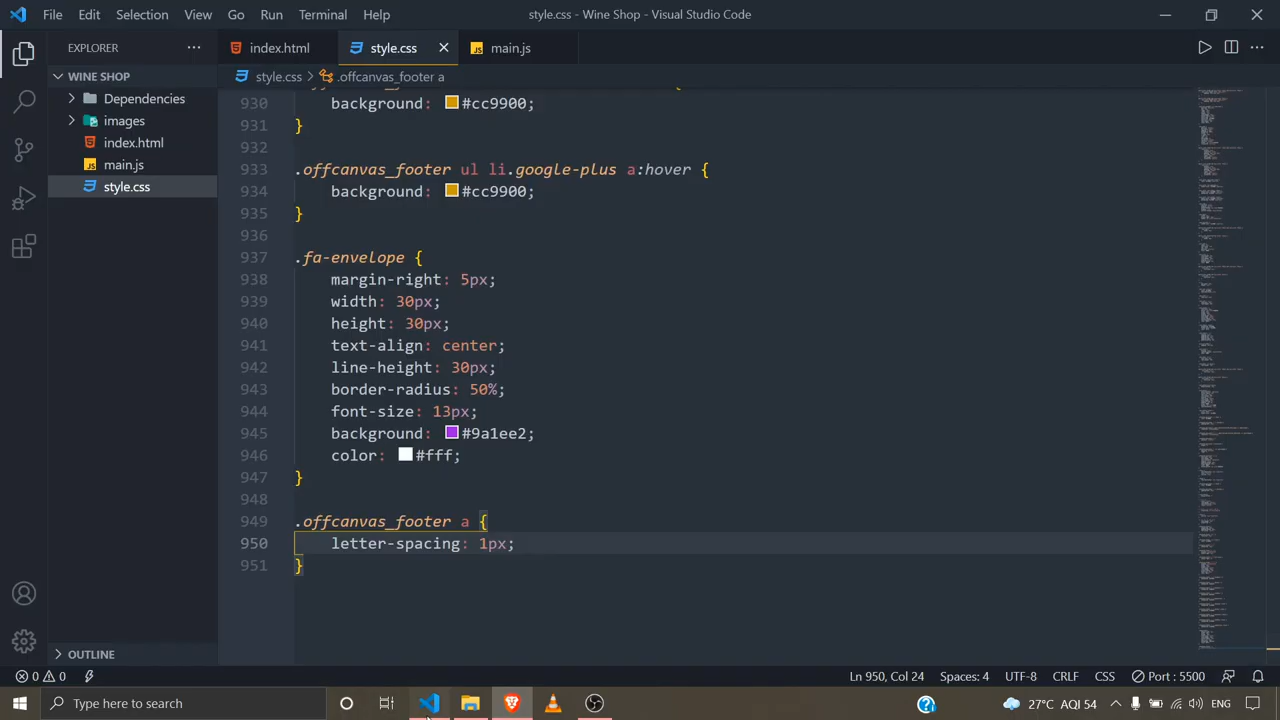 File Edit Selection View Go Run Terminal Help
style.css - Wine Shop - Visual Studio Code
EXPLORER
index.html
style.css
main.js
WINE SHOP
style.css > .offcanvas_footer a
Dependencies
images
index.html
main.js
style.css
930 background: #cc9900;
931 }
932
933 .offcanvas_footer ul google-plus a:hover {
934 background: #cc9900;
935 }
936
937 .fa-envelope {
938 margin-right: 5px;
939 width: 30px;
940 height: 30px;
941 text-align: center;
942 line-height: 30px;
943 border-radius: 50%;
944 font-size: 13px;
945 background:
946 color: #fff;
947 }
948
949 .offcanvas_footer a {
950 etter-spacing: 1px;
951 }
OUTLINE
0 0
Ln 950, Col 24 Spaces: 4 UTF-8 CRLF CSS Port : 5500
Type here to search
27°C AQI 54 ENG